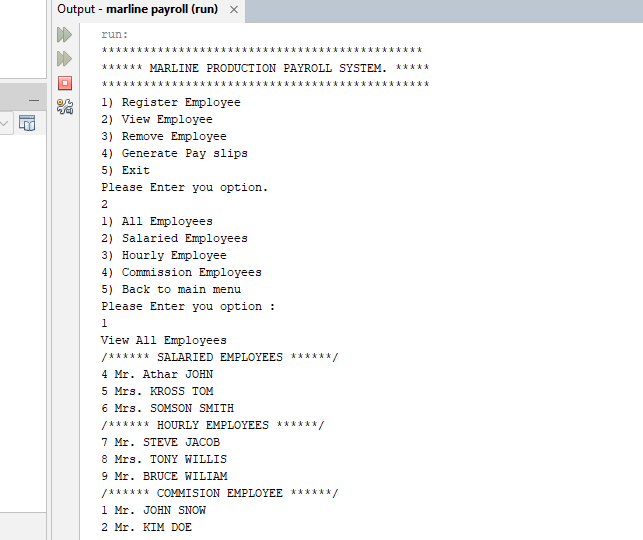 Output - marline payroll (run) ×
run:
**********************************************
****** MARLINE PRODUCTION PAYROLL SYSTEM. *****
***********************************************
1) Register Employee
2) View Employee
3) Remove Employee
4) Generate Pay slips
5) Exit
Please Enter you option.
2
1) All Employees
2) Salaried Employees
3) Hourly Employee
4) Commission Employees
5) Back to main menu
Please Enter you option :
1
View All Employees
/****** SALARIED EMPLOYEES ******/
4 Mr. Athar JOHN
5 Mrs. KROSS TOM
6 Mrs. SOMSON SMITH
/****** HOURLY EMPLOYEES ******/
7 Mr. STEVE JACOB
8 Mrs. TONY WILLIS
9 Mr. BRUCE WILIAM
/****** COMMISION EMPLOYEE ******/
1 Mr. JOHN SNOW
2 Mr. KIM DOE